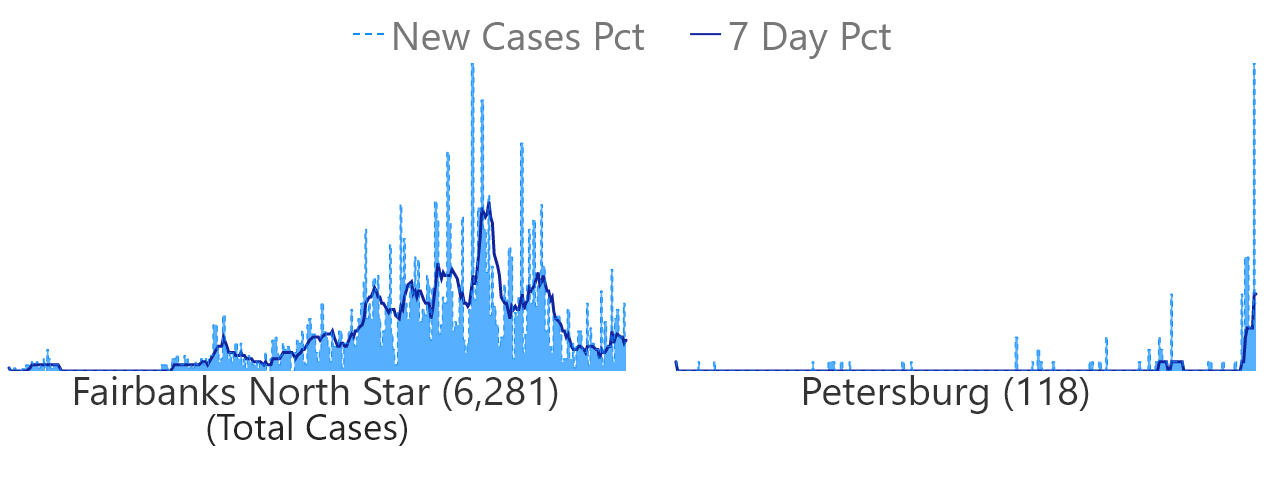 New Cases Pct 7 Day Pct
Fairbanks North Star (6,281) Petersburg (118)
(Total Cases)